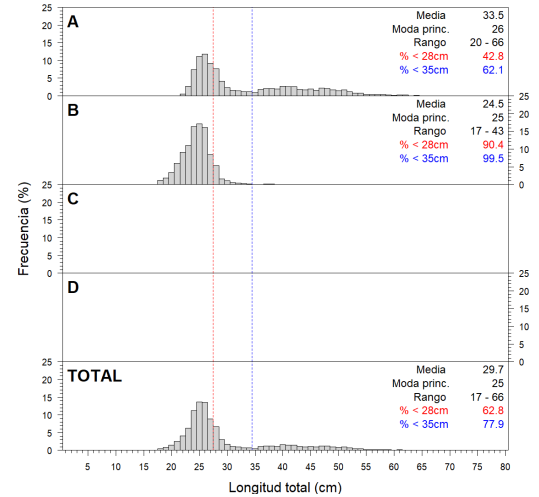 Frecuencia (%)
25
20
15
10
5
0
A
Media 33.5
Moda princ. 26
Rango 20 - 66
% < 28cm 42.8
% < 35cm 62.1
B
Media 24.5
Moda princ. 25
Rango 17 - 43
% < 28cm 90.4
% < 35cm 99.5
25
20
15
10
5
0
25
20
15
10
5
0
C
D
25
20
15
10
5
0
25
20
15
10
5
0
TOTAL
Media 29.7
Moda princ. 25
Rango 17 - 66
% < 28cm 62.8
% < 35cm 77.9
5 10 15 20 25 30 35 40 45 50 55 60 65 70 75 80
Longitud total (cm)